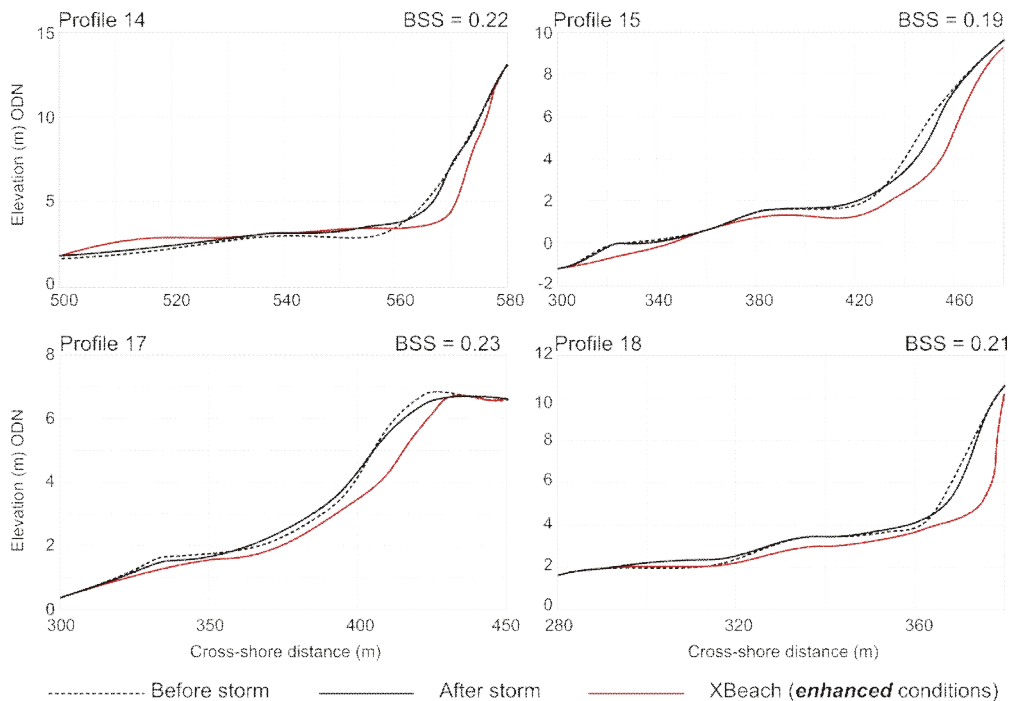 Profile 14 BSS = 0.22
15
10
5
0
Elevation (m) ODN
500 520 540 560 580
Profile 15 BSS = 0.19
10
8
6
4
2
0
-2
300 340 380 420 460
Profile 17 BSS = 0.23
8
6
4
2
0
Elevation (m) ODN
300 350 400 450
Cross-shore distance (m)
Profile 18 BSS = 0.21
12
10
8
6
4
2
0
280 320 360
Cross-shore distance (m)
Before storm After storm XBeach (enhanced conditions)